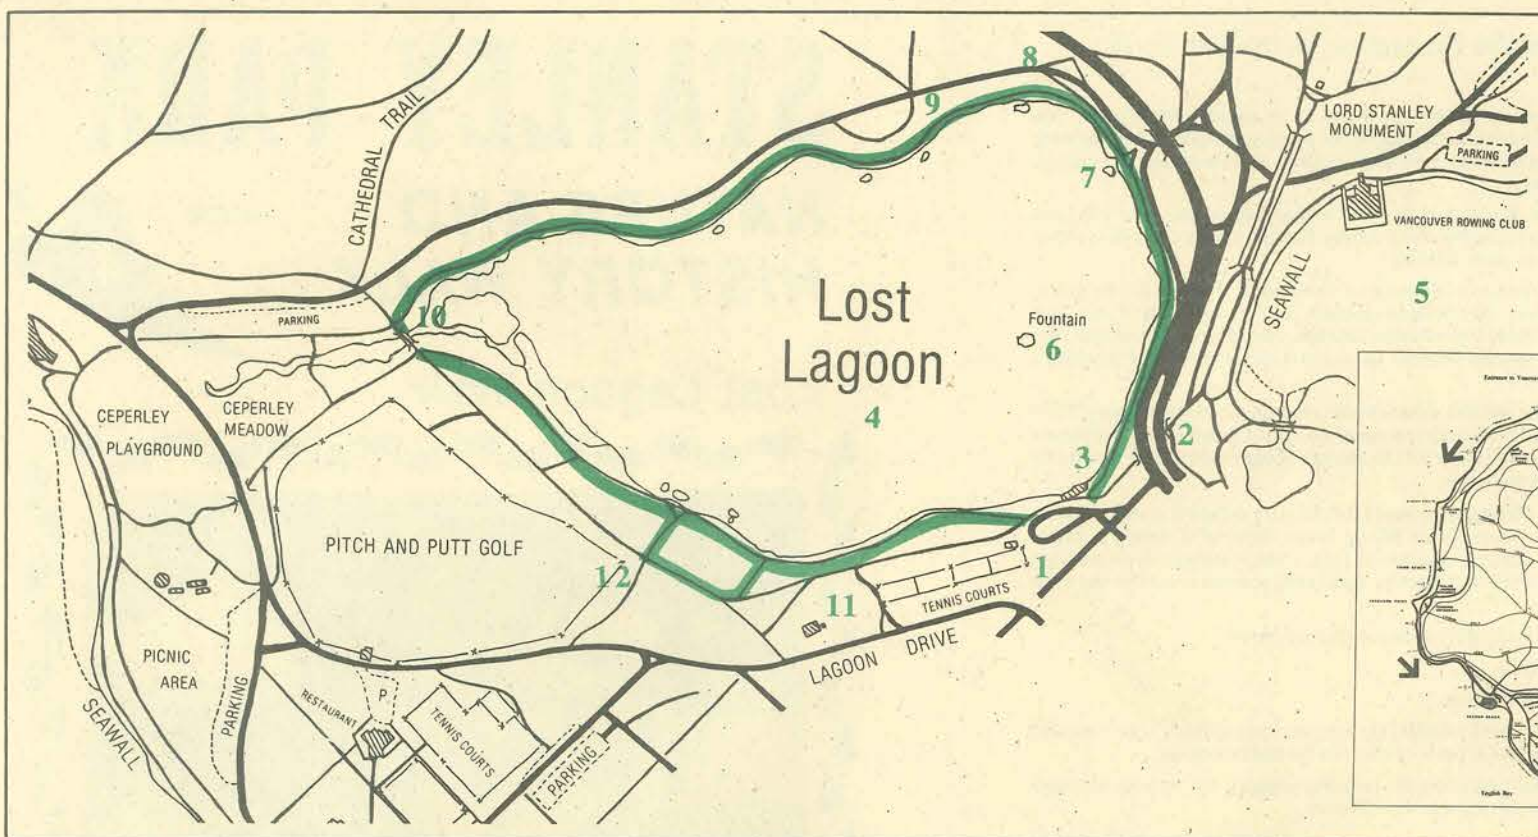 8
9
LORD STANLEY
MONUMENT
PARKING
CATHEDRAL TRAIL
7
VANCOUVER ROWING CLUB
5
SEAWALL
Lost
Lagoon
Fountain
6
10
PARKING
4
2
3
CEPERLEY
PLAYGROUND
CEPERLEY
MEADOW
PITCH AND PUTT GOLF
12
11
1
TENNIS COURTS
LAGOON DRIVE
PICNIC
AREA
PARKING
SEAWALL
RESTAURANT
P
TENNIS COURTS
PARKING
English Bay